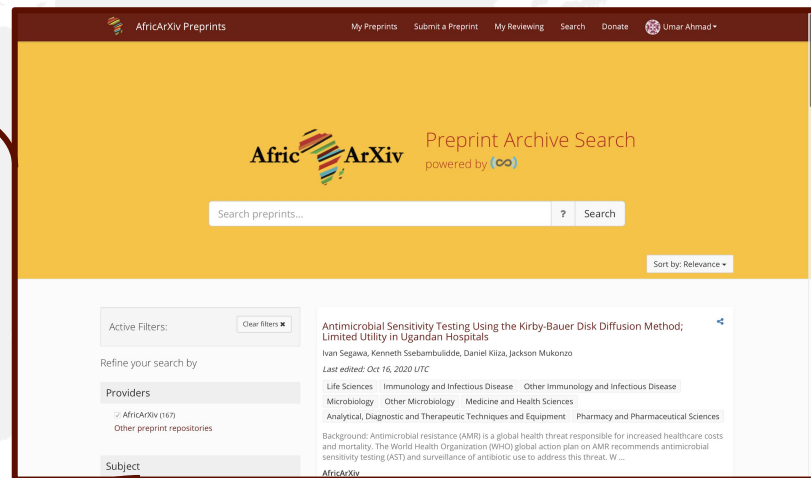 AfricArXiv Preprints My Preprints Submit a Preprint My Reviewing Search Donate Umar Ahmad
Afric ArXiv
Preprint Archive Search
powered by
Search preprints... ? Search
Sort by: Relevance
Active Filters: Clear filters ✖
Refine your search by
Providers
AfricArXiv (167)
Other preprint repositories
Subject
Antimicrobial Sensitivity Testing Using the Kirby-Bauer Disk Diffusion Method;
Limited Utility in Ugandan Hospitals
Ivan Segawa, Kenneth Ssebambulidde, Daniel Kiiza, Jackson Mukonzo
Last edited: Oct 16, 2020 UTC
Life Sciences Immunology and Infectious Disease Other Immunology and Infectious Disease
Microbiology Other Microbiology Medicine and Health Sciences
Analytical, Diagnostic and Therapeutic Techniques and Equipment Pharmacy and Pharmaceutical Sciences
Background: Antimicrobial resistance (AMR) is a global health threat responsible for increased healthcare costs
and mortality. The World Health Organization (WHO) global action plan on AMR recommends antimicrobial
sensitivity testing (AST) and surveillance of antibiotic use to address this threat. W ...
AfricArXiv